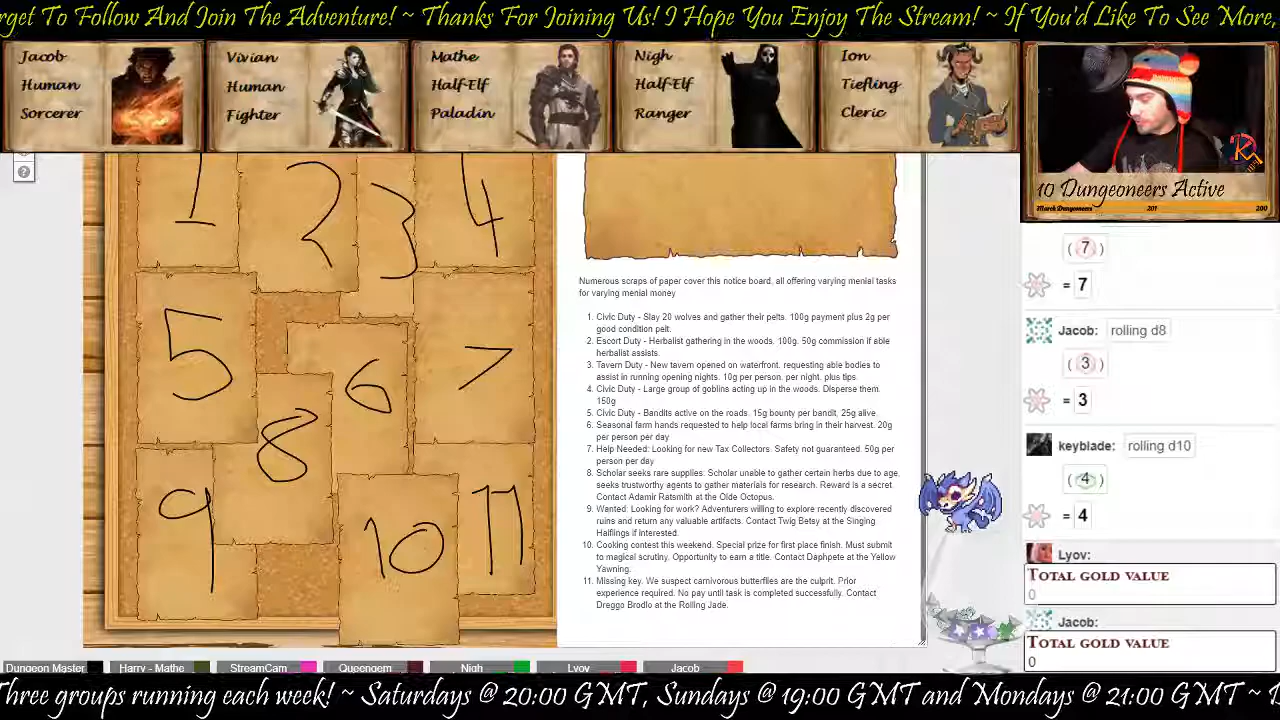 rget To Follow And Join The Adventure! ~ Thanks For Joining Us! I Hope You Enjoy The Stream! ~ If You'd Like To See More,
Jacob
Human
Sorcerer
Vivian
Human
Fighter
Mathe
Half-Elf
Paladin
Nigh
Half-Elf
Ranger
Ion
Tiefling
Cleric
10 Dungeoneers Active
March Dungeoneers 201 200
?
1
2
3
4
5
6
7
8
9
10
11
Numerous scraps of paper cover this notice board, all offering varying menial tasks
for varying menial money
1. Civic Duty - Slay 20 wolves and gather their pelts. 100g payment plus 2g per
good condition pelt.
2. Escort Duty - Herbalist gathering in the woods. 100g. 50g commission if able
herbalist assists.
3. Tavern Duty - New tavern opened on waterfront. requesting able bodies to
assist in running opening nights. 10g per person. per night. plus tips
4. Civic Duty - Large group of goblins acting up in the woods. Disperse them.
150g
5. Civic Duty - Bandits active on the roads. 15g bounty per bandit, 25g alive
6. Seasonal farm hands requested to help local farms bring in their harvest. 20g
per person per day
7. Help Needed: Looking for new Tax Collectors. Safety not guaranteed. 50g per
person per day
8. Scholar seeks rare supplies: Scholar unable to gather certain herbs due to age,
seeks trustworthy agents to gather materials for research. Reward is a secret
Contact Adamir Ratsmith at the Olde Octopus.
9. Wanted: Looking for work? Adventurers willing to explore recently discovered
ruins and return any valuable artifacts. Contact Twig Betsy at the Singing
Halflings if interested.
10. Cooking contest this weekend. Special prize for first place finish. Must submit
to magical scrutiny. Opportunity to earn a title. Contact Daphpete at the Yellow
Yawning.
11. Missing key. We suspect carnivorous butterflies are the culprit. Prior
experience required. No pay until task is completed successfully. Contact
Dreggo Brodlo at the Rolling Jade.
(7)
= 7
Jacob: rolling d8
(3)
= 3
keyblade: rolling d10
(4)
= 4
Lyov:
Total gold value
0
Jacob:
Total gold value
0
Dungeon Master
Harry - Mathe
StreamCam
Queengem
Nigh
Lyov
Jacob
Three groups running each week! ~ Saturdays @ 20:00 GMT, Sundays @ 19:00 GMT and Mondays @ 21:00 GMT ~